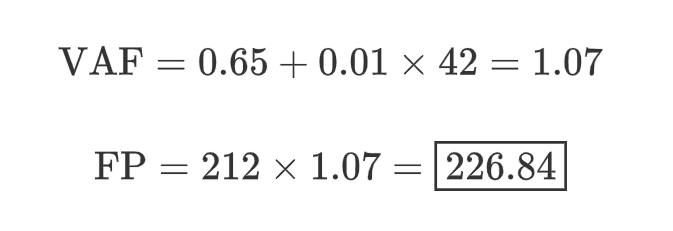 VAF = 0.65 + 0.01 × 42 = 1.07
FP = 212 × 1.07 = 226.84